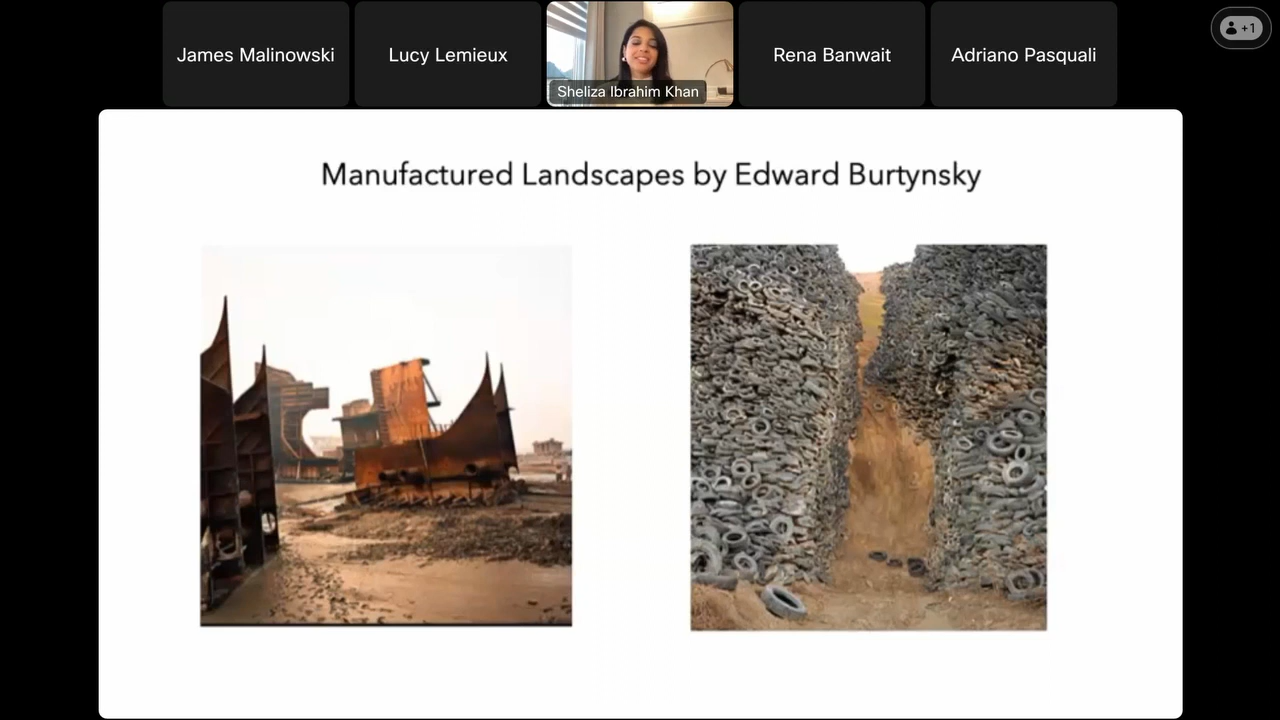 James Malinowski
Lucy Lemieux
Sheliza Ibrahim Khan
Rena Banwait
Adriano Pasquali
+1
Manufactured Landscapes by Edward Burtynsky